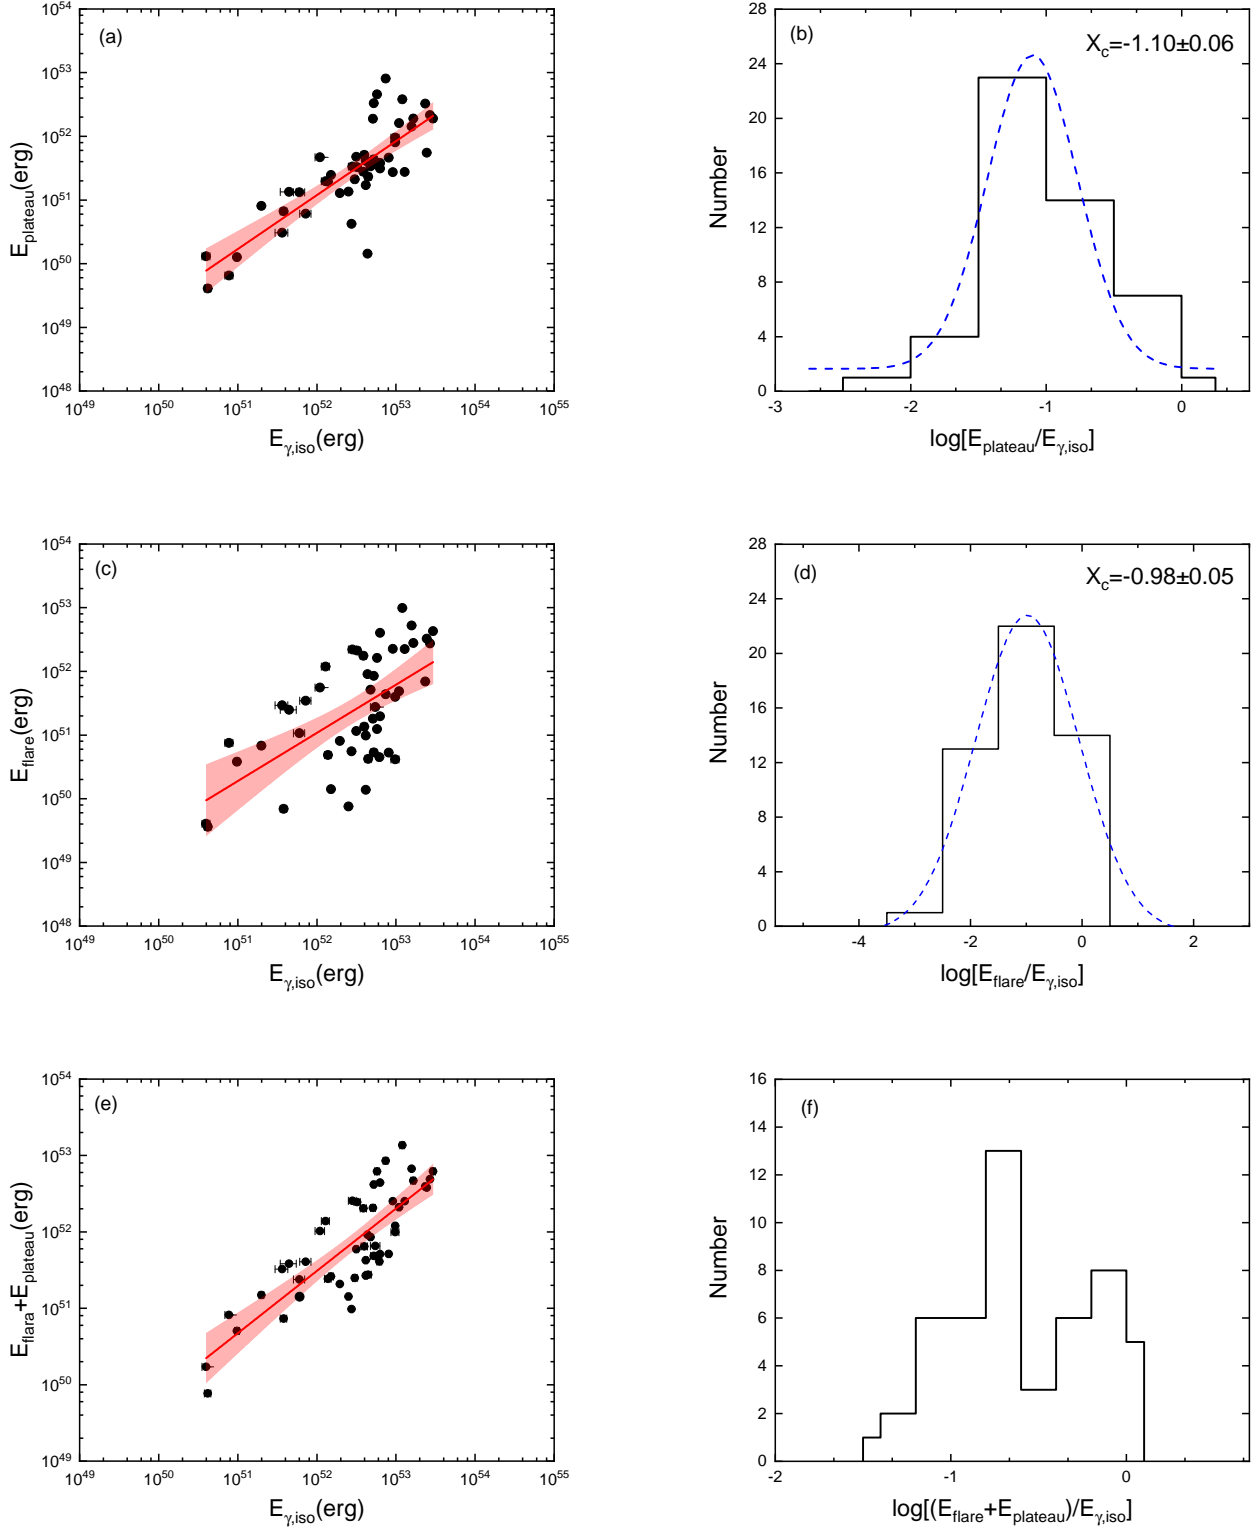 (a)
10^54
10^53
10^52
10^51
10^50
10^49
10^48
E_plateau(erg)
10^49 10^50 10^51 10^52 10^53 10^54 10^55
E_γ,iso(erg)
(b)
X_c=-1.10±0.06
28
24
20
16
12
8
4
0
Number
-3 -2 -1 0
log[E_plateau/E_γ,iso]
(c)
10^54
10^53
10^52
10^51
10^50
10^49
10^48
E_flare(erg)
10^49 10^50 10^51 10^52 10^53 10^54 10^55
E_γ,iso(erg)
(d)
X_c=-0.98±0.05
28
24
20
16
12
8
4
0
Number
-4 -2 0 2
log[E_flare/E_γ,iso]
(e)
10^54
10^53
10^52
10^51
10^50
10^49
E_flara+E_plateau(erg)
10^49 10^50 10^51 10^52 10^53 10^54 10^55
E_γ,iso(erg)
(f)
16
14
12
10
8
6
4
2
0
Number
-2 -1 0
log[(E_flare+E_plateau)/E_γ,iso]